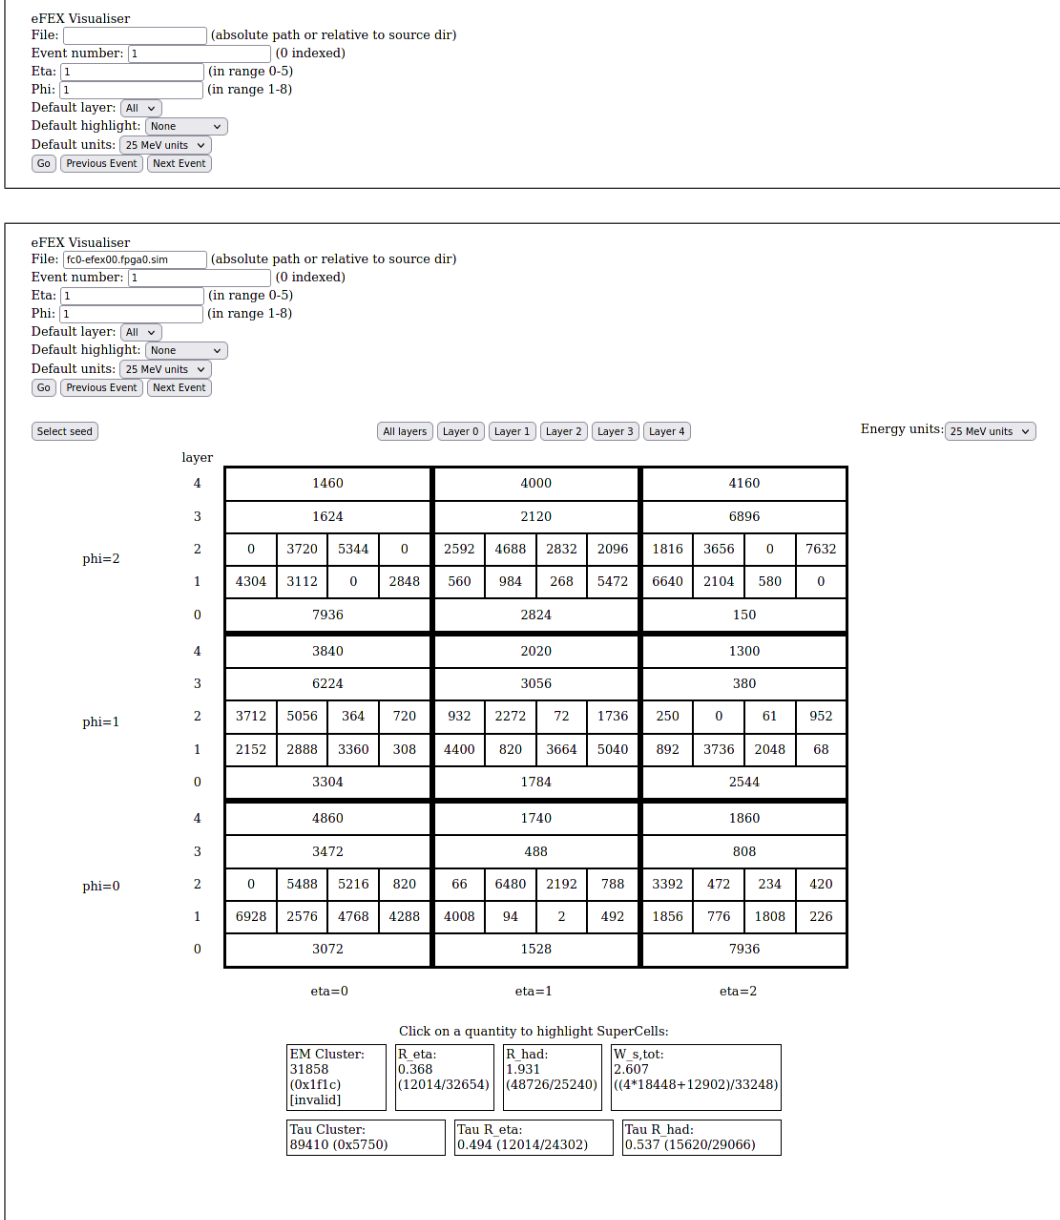 eFEX Visualiser
File: (absolute path or relative to source dir)
Event number: 1 (0 indexed)
Eta: 1 (in range 0-5)
Phi: 1 (in range 1-8)
Default layer: All
Default highlight: None
Default units: 25 MeV units
Go Previous Event Next Event
eFEX Visualiser
File: fc0-efex00.fpga0.sim (absolute path or relative to source dir)
Event number: 1 (0 indexed)
Eta: 1 (in range 0-5)
Phi: 1 (in range 1-8)
Default layer: All
Default highlight: None
Default units: 25 MeV units
Go Previous Event Next Event
Select seed All layers Layer 0 Layer 1 Layer 2 Layer 3 Layer 4 Energy units: 25 MeV units
layer
4 1460 4000 4160
3 1624 2120 6896
phi=2 2 0 3720 5344 0 2592 4688 2832 2096 1816 3656 0 7632
1 4304 3112 0 2848 560 984 268 5472 6640 2104 580 0
0 7936 2824 150
4 3840 2020 1300
3 6224 3056 380
phi=1 2 3712 5056 364 720 932 2272 72 1736 250 0 61 952
1 2152 2888 3360 308 4400 820 3664 5040 892 3736 2048 68
0 3304 1784 2544
4 4860 1740 1860
3 3472 488 808
phi=0 2 0 5488 5216 820 66 6480 2192 788 3392 472 234 420
1 6928 2576 4768 4288 4008 94 2 492 1856 776 1808 226
0 3072 1528 7936
eta=0 eta=1 eta=2
Click on a quantity to highlight SuperCells:
EM Cluster: R_eta: R_had: W_s,tot:
31858 0.368 1.931 2.607
(0x1f1c) (12014/32654) (48726/25240) ((4*18448+12902)/33248)
[invalid]
Tau Cluster: Tau R_eta: Tau R_had:
89410 (0x5750) 0.494 (12014/24302) 0.537 (15620/29066)